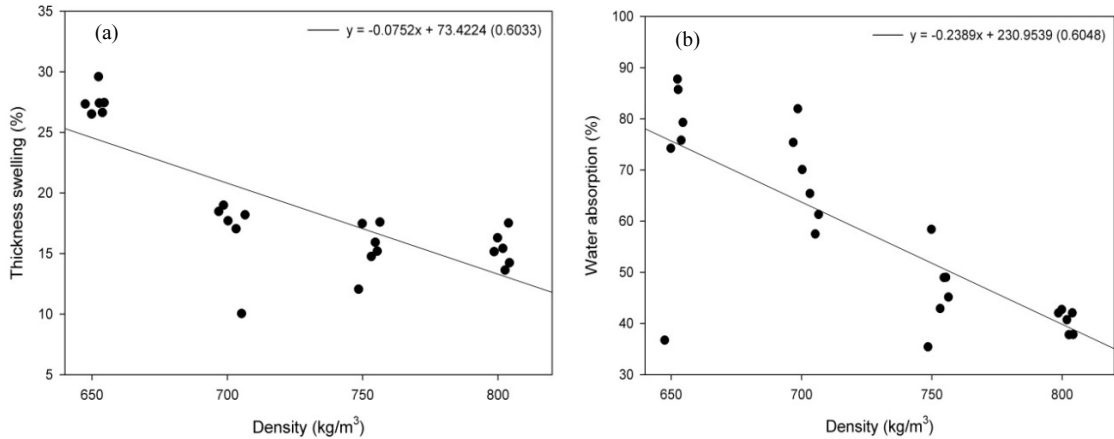 (a)
y = -0.0752x + 73.4224 (0.6033)
35
30
25
20
15
10
5
Thickness swelling (%)
650 700 750 800
Density (kg/m³)
(b)
y = -0.2389x + 230.9539 (0.6048)
100
90
80
70
60
50
40
30
Water absorption (%)
650 700 750 800
Density (kg/m³)